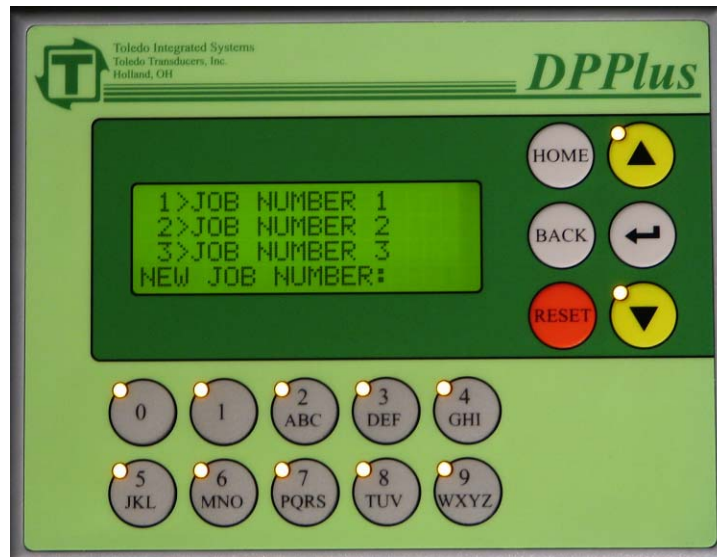 Toledo Integrated Systems
Toledo Transducers, Inc.
Holland, OH
T
DPPlus
1>JOB NUMBER 1
2>JOB NUMBER 2
3>JOB NUMBER 3
NEW JOB NUMBER:
HOME
BACK
RESET
0
1
2
ABC
3
DEF
4
GHI
5
JKL
6
MNO
7
PQRS
8
TUV
9
WXYZ